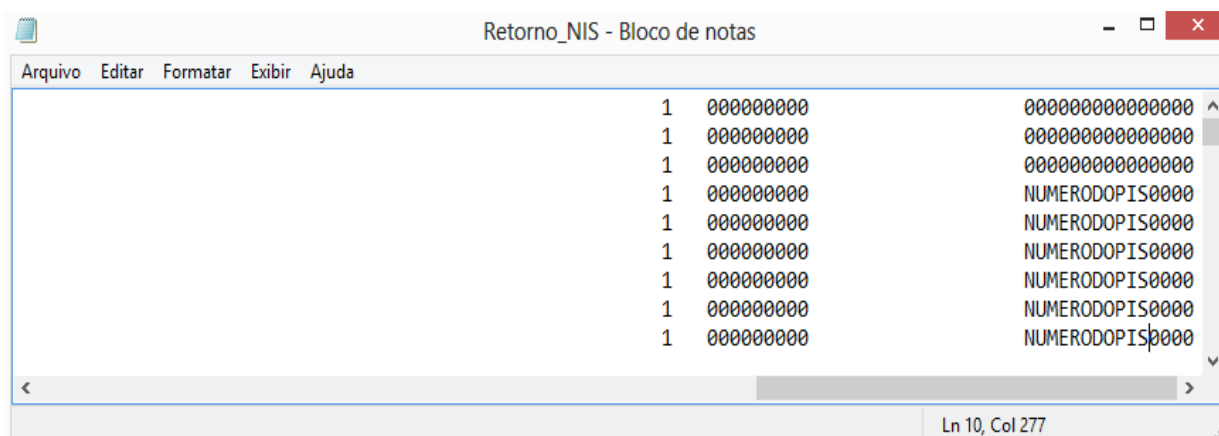 Retorno_NIS - Bloco de notas
Arquivo Editar Formatar Exibir Ajuda
1 000000000 000000000000000
1 000000000 000000000000000
1 000000000 000000000000000
1 000000000 NUMERODOPIS0000
1 000000000 NUMERODOPIS0000
1 000000000 NUMERODOPIS0000
1 000000000 NUMERODOPIS0000
1 000000000 NUMERODOPIS0000
1 000000000 NUMERODOPIS0000
Ln 10, Col 277